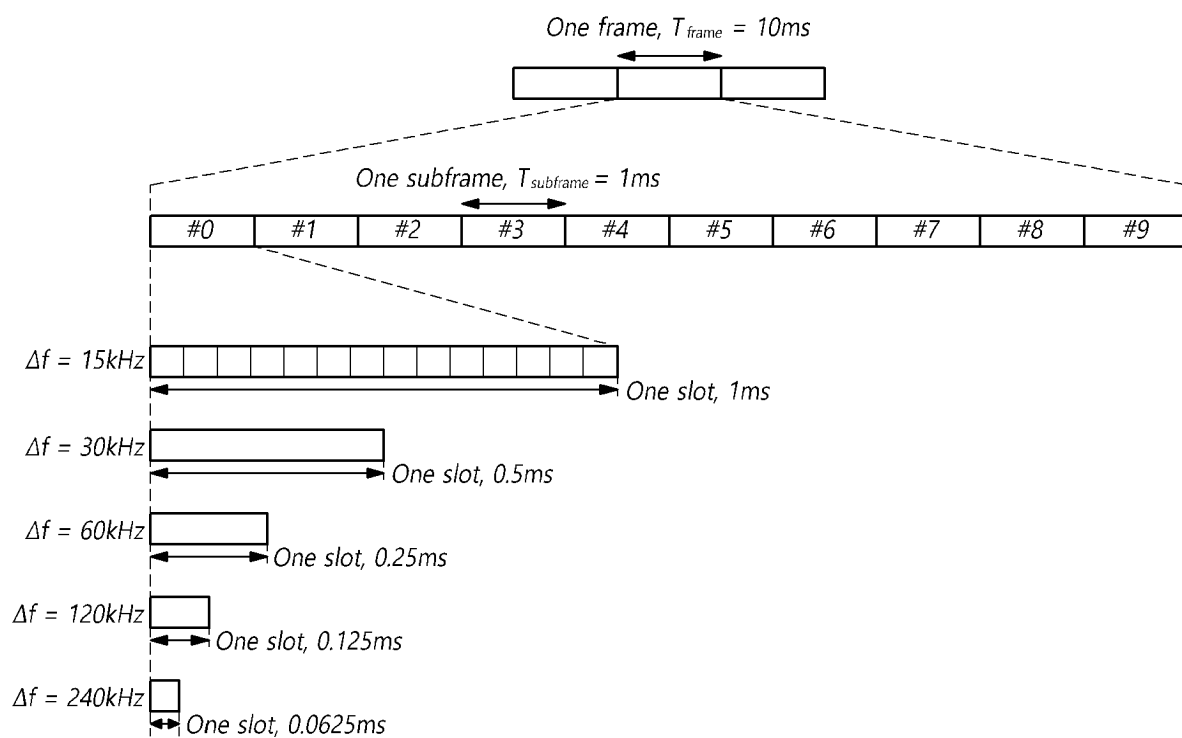 One frame, T frame = 10ms
One subframe, Tsubframe = 1ms
#0 #1 #2 #3 #4 #5 #6 #7 #8 #9
Δf = 15kHz
One slot, 1ms
Δf = 30kHz
One slot, 0.5ms
Δf = 60kHz
One slot, 0.25ms
Δf = 120kHz
One slot, 0.125ms
Δf = 240kHz
One slot, 0.0625ms